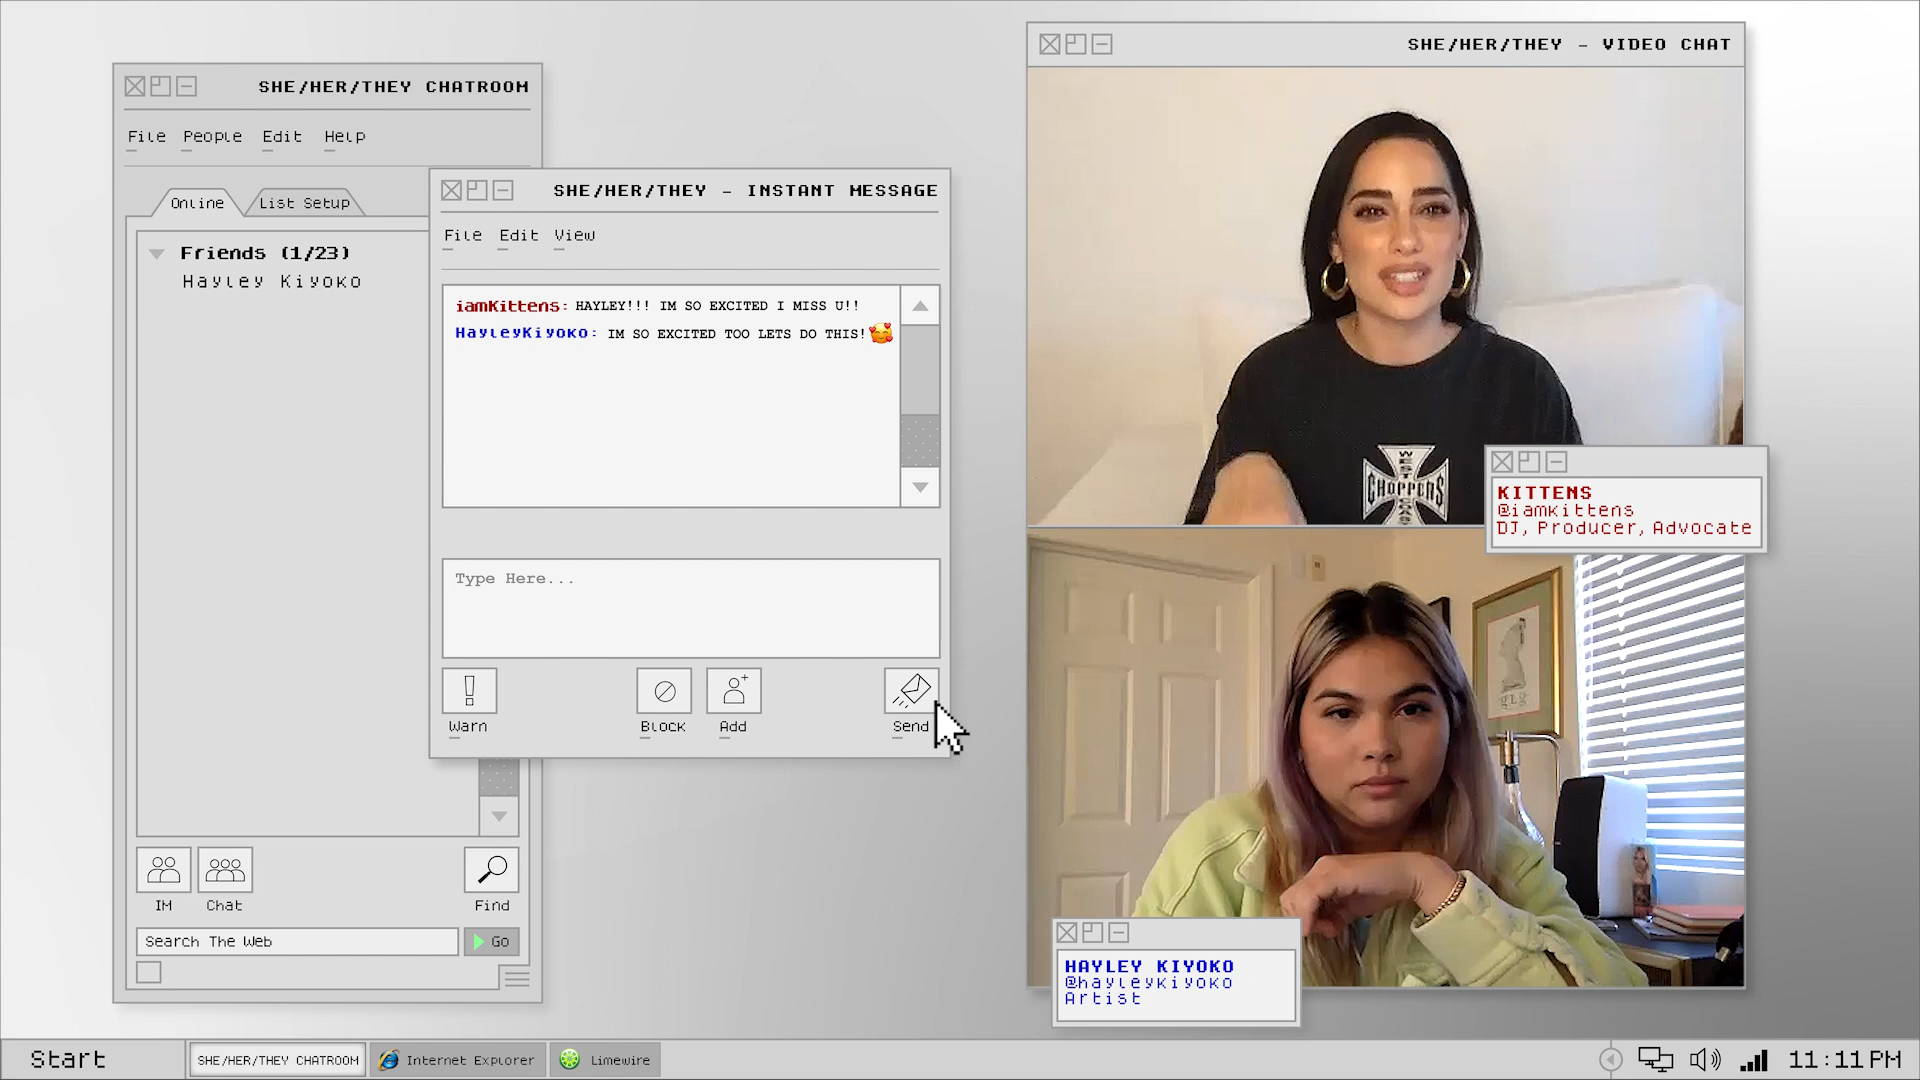 SHE/HER/THEY CHATROOM
File People Edit Help
Online List Setup
Friends (1/23)
Hayley Kiyoko
IM Chat Find
Search The Web Go
SHE/HER/THEY - INSTANT MESSAGE
File Edit View
iamKittens: HAYLEY!!! IM SO EXCITED I MISS U!!
HayleyKiyoko: IM SO EXCITED TOO LETS DO THIS!🥰
Type Here...
Warn Block Add Send
SHE/HER/THEY - VIDEO CHAT
WEST
CHOPPERS
COAST
KITTENS
@iamkittens
DJ, Producer, Advocate
glg
HAYLEY KIYOKO
@hayleykiyoko
Artist
Start SHE/HER/THEY CHATROOM Internet Explorer Limewire 11:11 PM